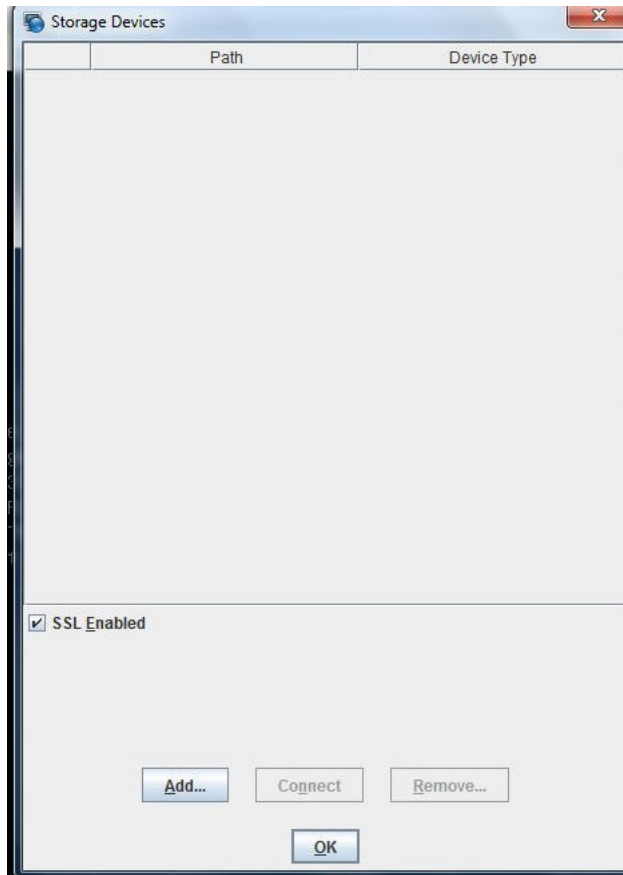 Storage Devices
Path Device Type
SSL Enabled
Add... Connect Remove...
OK